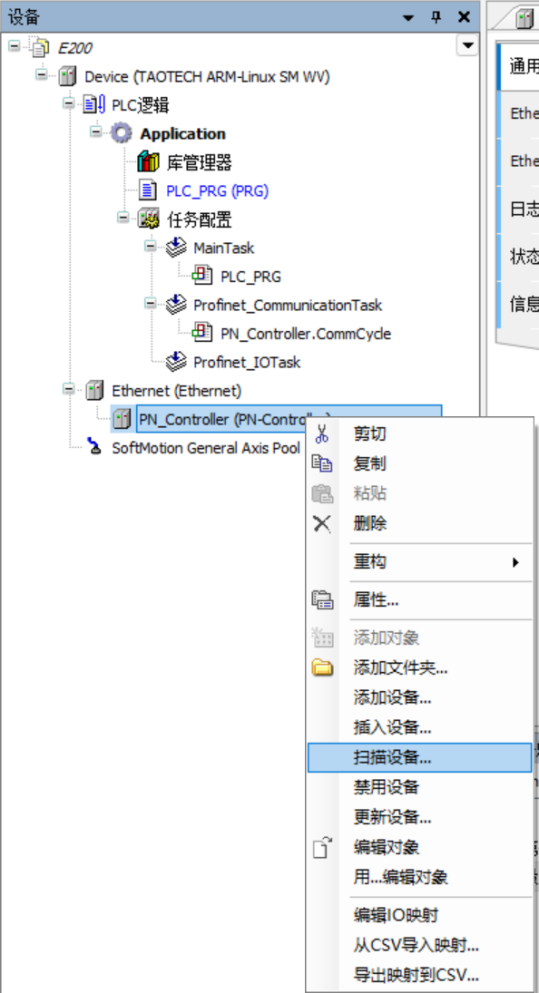 设备
E200
Device (TAOTECH ARM-Linux SM WV)
通用
PLC逻辑
Application
Ethe
库管理器
PLC_PRG (PRG)
Ethe
任务配置
日志
MainTask
状态
PLC_PRG
Profinet_CommunicationTask
信息
PN_Controller.CommCycle
Profinet_IOTask
Ethernet (Ethernet)
PN_Controller (PN-Controller)
SoftMotion General Axis Pool
剪切
复制
粘贴
删除
重构
属性...
添加对象
添加文件夹...
添加设备...
插入设备...
扫描设备...
禁用设备
更新设备...
编辑对象
用...编辑对象
编辑IO映射
从CSV导入映射...
导出映射到CSV...